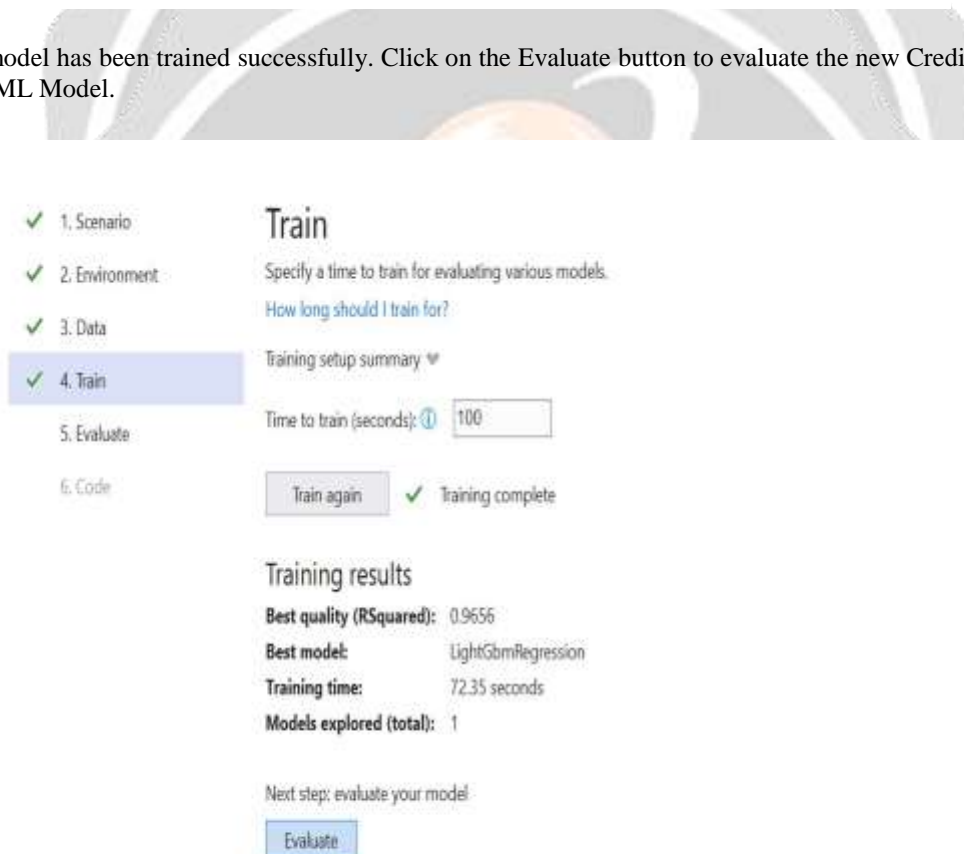 nodel has been trained successfully. Click on the Evaluate button to evaluate the new Credi
ML Model.
1. Scenario
2. Environment
3. Data
4. Train
5. Evaluate
6. Code
Train
Specify a time to train for evaluating various models.
How long should I train for?
Training setup summary
Time to train (seconds): 100
Train again Training complete
Training results
Best quality (RSquared): 0.9656
Best model: LightGbmRegression
Training time: 72.35 seconds
Models explored (total): 1
Next step: evaluate your model
Evaluate